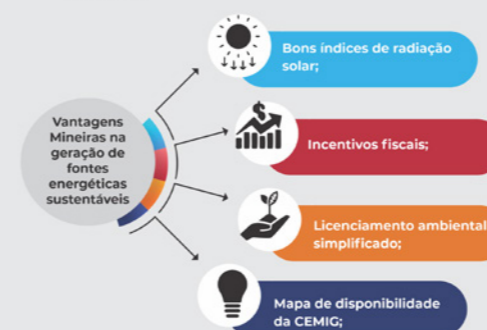 Vantagens
Mineiras na
geração de
fontes
energéticas
sustentáveis
Bons índices de radiação
solar;
Incentivos fiscais;
Licenciamento ambiental
simplificado;
Mapa de disponibilidade
da CEMIG;